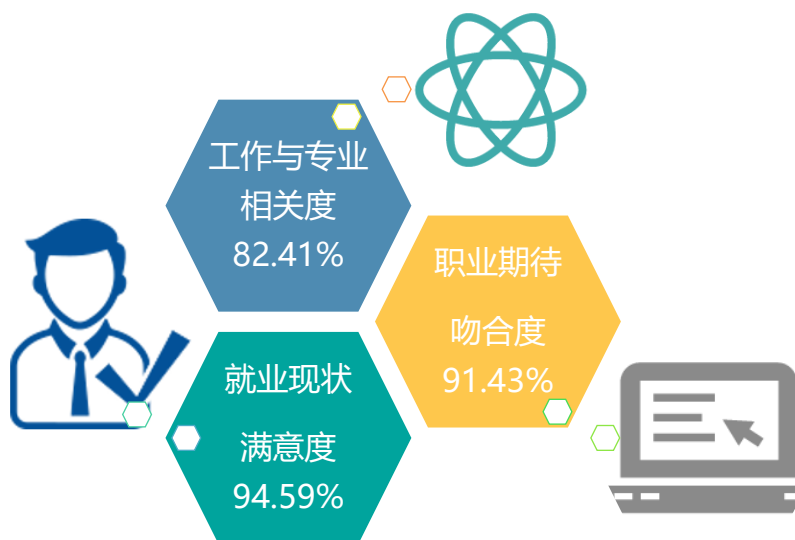 工作与专业
相关度
82.41%
职业期待
吻合度
91.43%
就业现状
满意度
94.59%